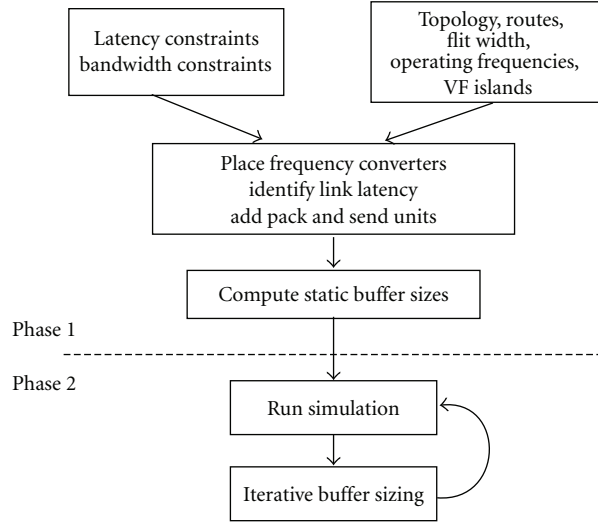 Latency constraints
bandwidth constraints
Topology, routes,
flit width,
operating frequencies,
VF islands
Place frequency converters
identify link latency
add pack and send units
Compute static buffer sizes
Phase 1
Phase 2
Run simulation
Iterative buffer sizing